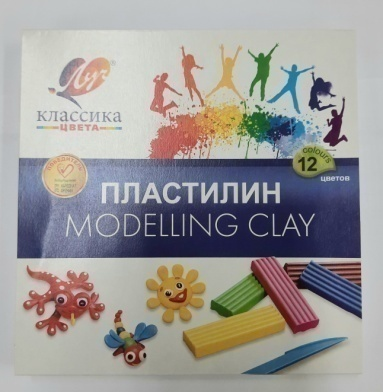 Луч
КЛАССИКА
ЦВЕТА
colours
12
цветов
ПЛАСТИЛИН
MODELLING CLAY